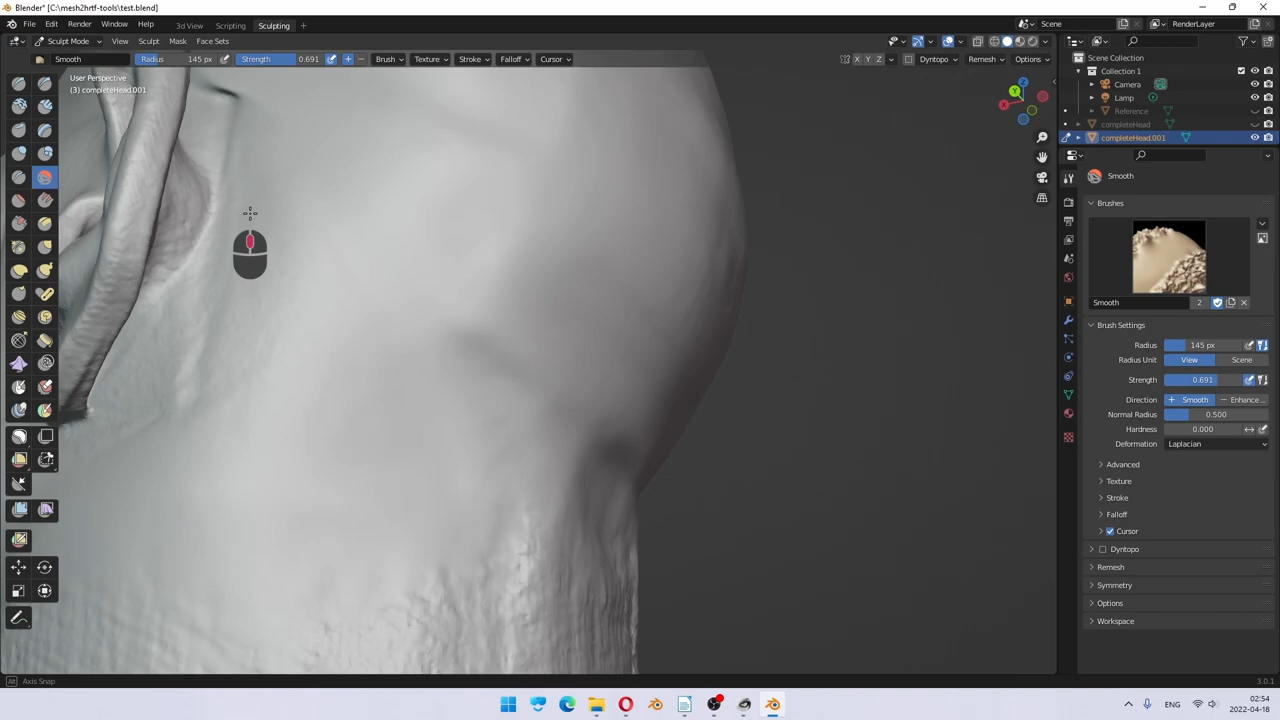 Blender* [C:\mesh2hrtf-tools\test.blend]
File Edit Render Window Help 3d View Scripting Sculpting + Scene RenderLayer
Sculpt Mode View Sculpt Mask Face Sets
Smooth Radius 145 px Strength 0.691 + − Brush Texture Stroke Falloff Cursor X Y Z Dyntopo Remesh Options
User Perspective
(3) completeHead.001
Scene Collection
Collection 1
Camera
Lamp
Reference
completeHead
completeHead.001
X Y Z
Smooth
Brushes
Smooth 2
Brush Settings
Radius 145 px
Radius Unit View Scene
Strength 0.691
Direction + Smooth − Enhance...
Normal Radius 0.500
Hardness 0.000
Deformation Laplacian
Advanced
Texture
Stroke
Falloff
Cursor
Dyntopo
Remesh
Symmetry
Options
Workspace
Alt Axis Snap 3.0.1
ENG 02:54
2022-04-18